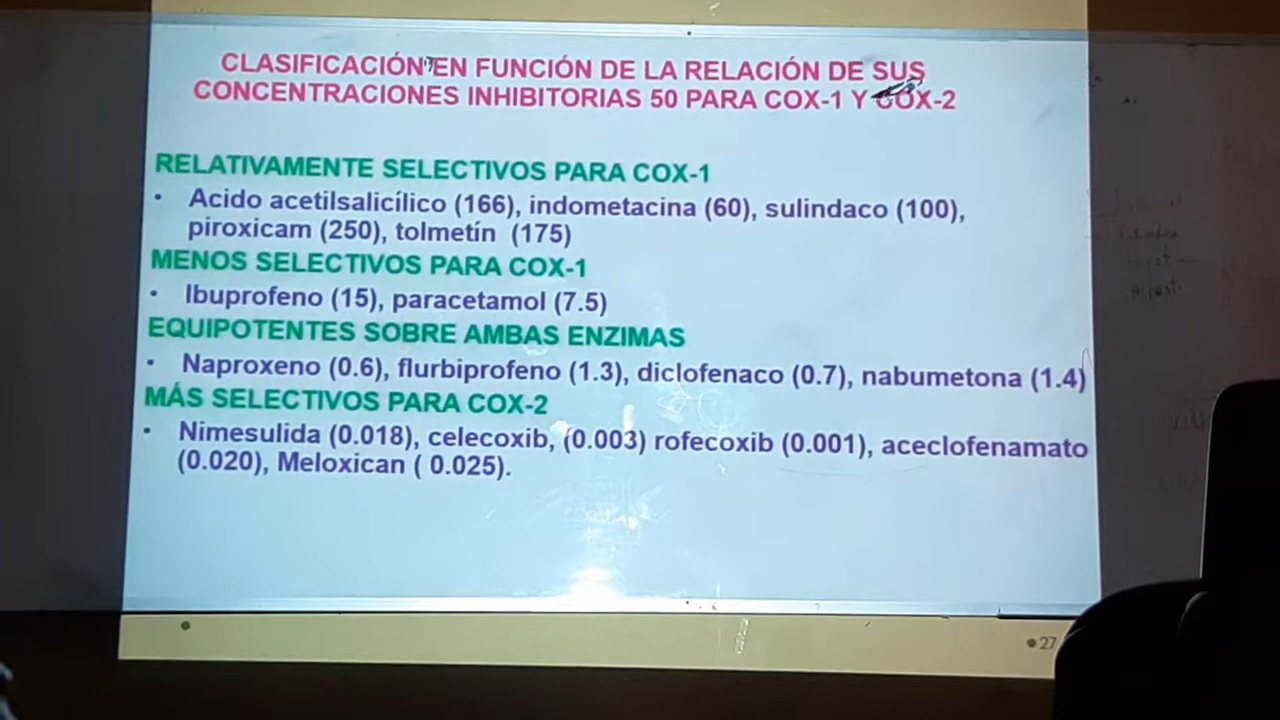 CLASIFICACIÓN EN FUNCIÓN DE LA RELACIÓN DE SUS
CONCENTRACIONES INHIBITORIAS 50 PARA COX-1 Y COX-2
RELATIVAMENTE SELECTIVOS PARA COX-1
• Acido acetilsalicílico (166), indometacina (60), sulindaco (100),
piroxicam (250), tolmetín (175)
MENOS SELECTIVOS PARA COX-1
• Ibuprofeno (15), paracetamol (7.5)
EQUIPOTENTES SOBRE AMBAS ENZIMAS
• Naproxeno (0.6), flurbiprofeno (1.3), diclofenaco (0.7), nabumetona (1.4)
MÁS SELECTIVOS PARA COX-2
• Nimesulida (0.018), celecoxib, (0.003) rofecoxib (0.001), aceclofenamato
(0.020), Meloxican ( 0.025).
27